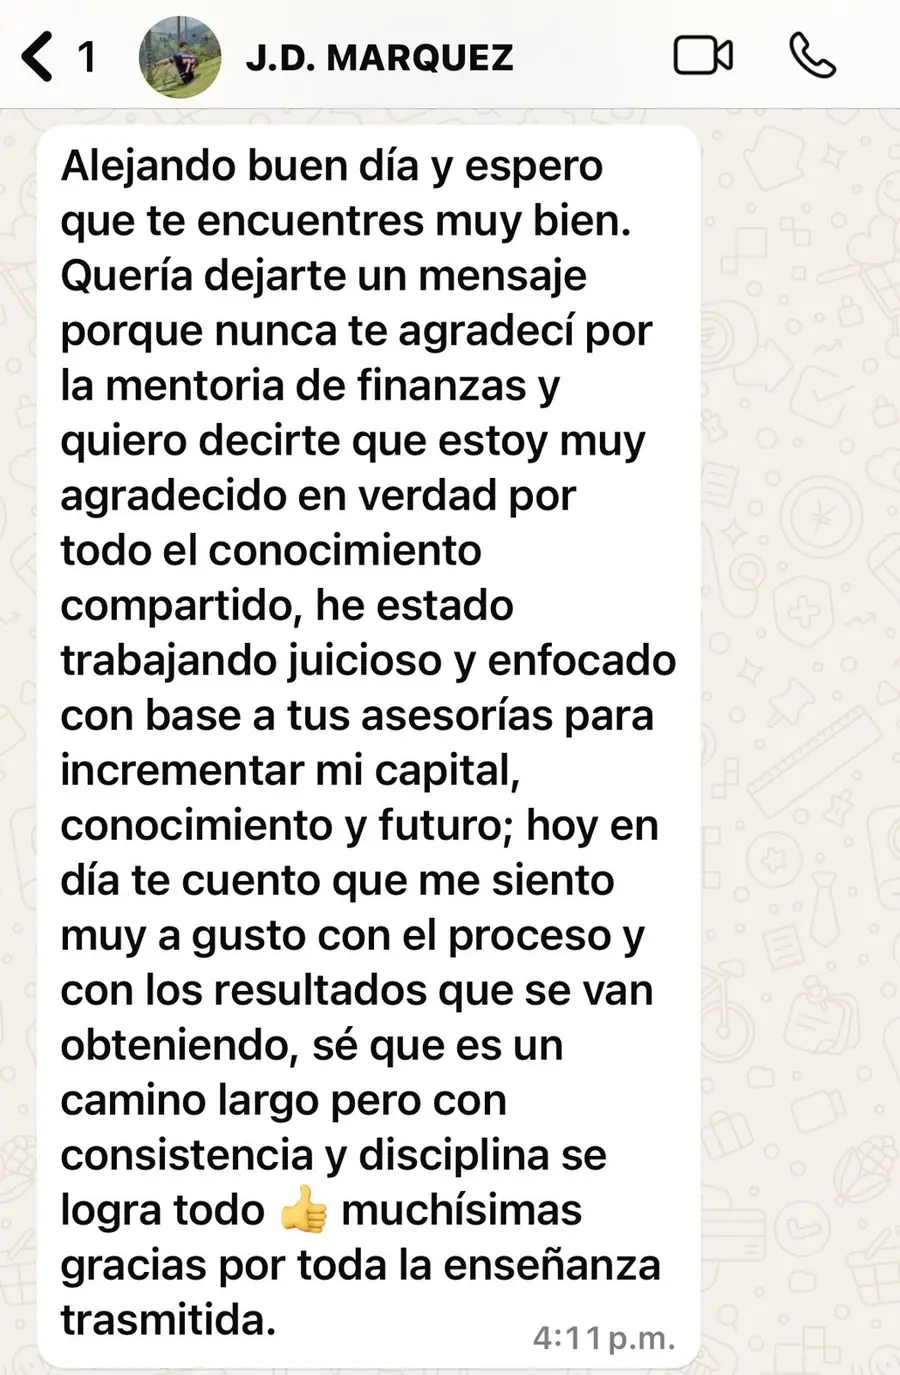 1
J.D. MARQUEZ
Alejando buen día y espero
que te encuentres muy bien.
Quería dejarte un mensaje
porque nunca te agradecí por
la mentoria de finanzas y
quiero decirte que estoy muy
agradecido en verdad por
todo el conocimiento
compartido, he estado
trabajando juicioso y enfocado
con base a tus asesorías para
incrementar mi capital,
conocimiento y futuro; hoy en
día te cuento que me siento
muy a gusto con el proceso y
con los resultados que se van
obteniendo, sé que es un
camino largo pero con
consistencia y disciplina se
logra todo 👍 muchísimas
gracias por toda la enseñanza
trasmitida.
4:11 p.m.